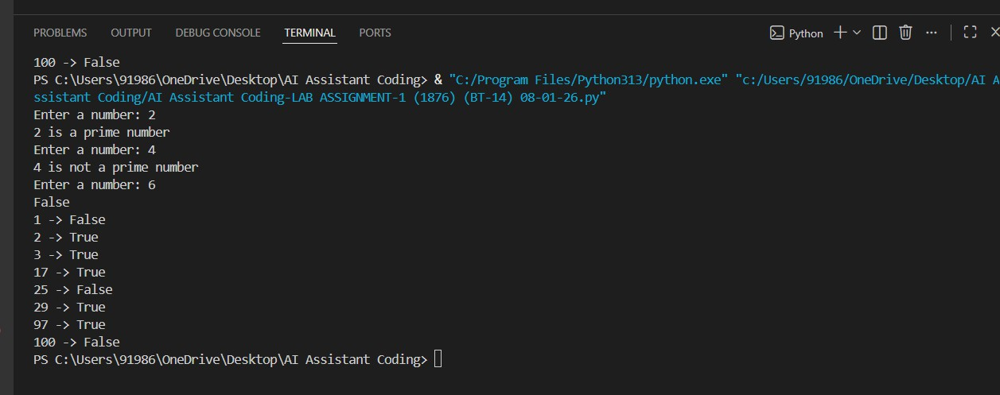 PROBLEMS OUTPUT DEBUG CONSOLE TERMINAL PORTS Python
100 -> False
PS C:\Users\91986\OneDrive\Desktop\AI Assistant Coding> & "C:/Program Files/Python313/python.exe" "c:/Users/91986/OneDrive/Desktop/AI A
ssistant Coding/AI Assistant Coding-LAB ASSIGNMENT-1 (1876) (BT-14) 08-01-26.py"
Enter a number: 2
2 is a prime number
Enter a number: 4
4 is not a prime number
Enter a number: 6
False
1 -> False
2 -> True
3 -> True
17 -> True
25 -> False
29 -> True
97 -> True
100 -> False
PS C:\Users\91986\OneDrive\Desktop\AI Assistant Coding>